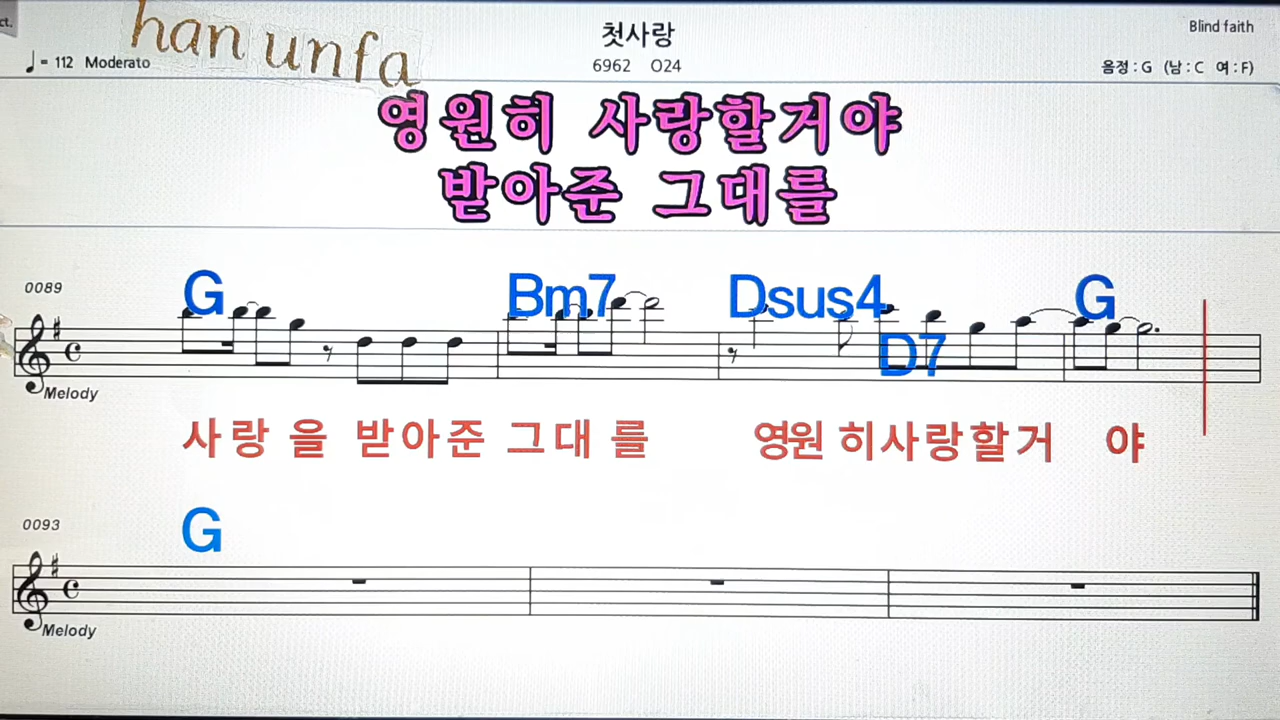 ct.
han unfa
첫사랑
Blind faith
♩= 112 Moderato
6962 O24
음정 : G (남 : C 여 : F)
영원히 사랑할거야
받아준 그대를
0089
G Bm7 Dsus4 D7 G
Melody
사 랑 을 받아준 그대 를 영원 히사랑할거 야
0093
G
Melody